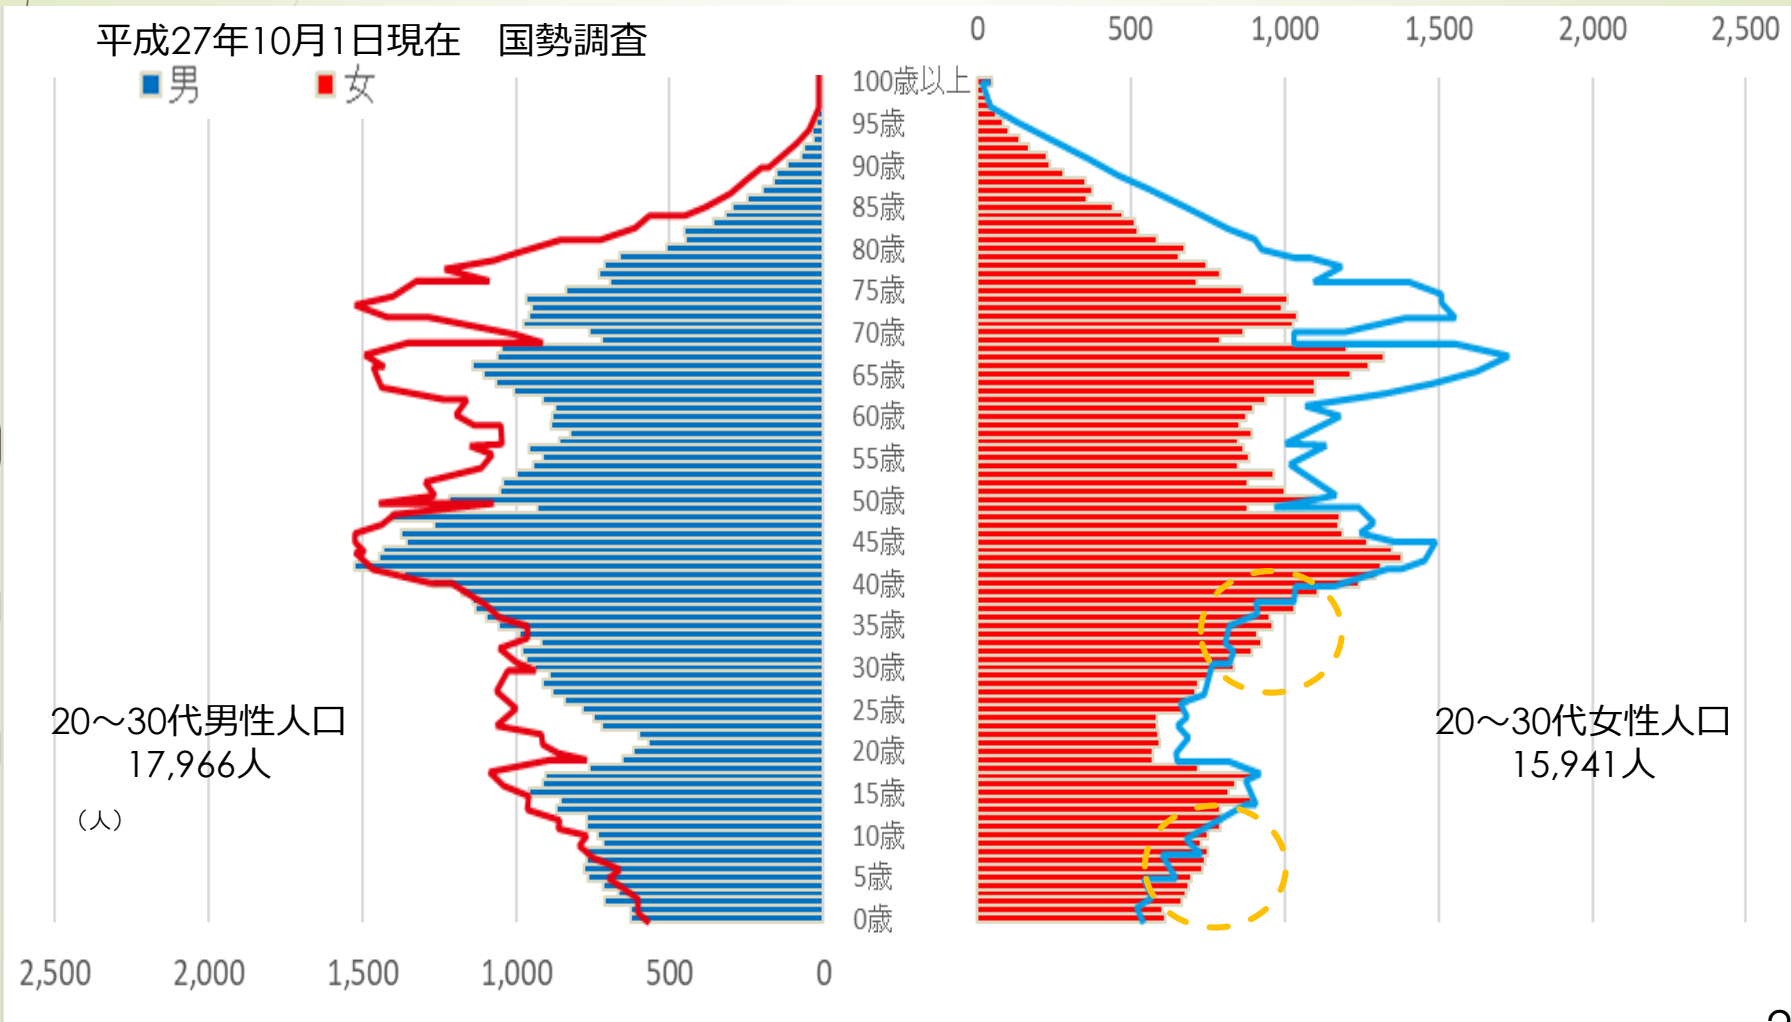 平成27年10月1日現在　国勢調査
男
女
0
500
1,000
1,500
2,000
2,500
100歳以上
95歳
90歳
85歳
80歳
75歳
70歳
65歳
60歳
55歳
50歳
45歳
40歳
35歳
30歳
25歳
20歳
15歳
10歳
5歳
0歳
20～30代男性人口
17,966人
（人）
20～30代女性人口
15,941人
2,500
2,000
1,500
1,000
500
0